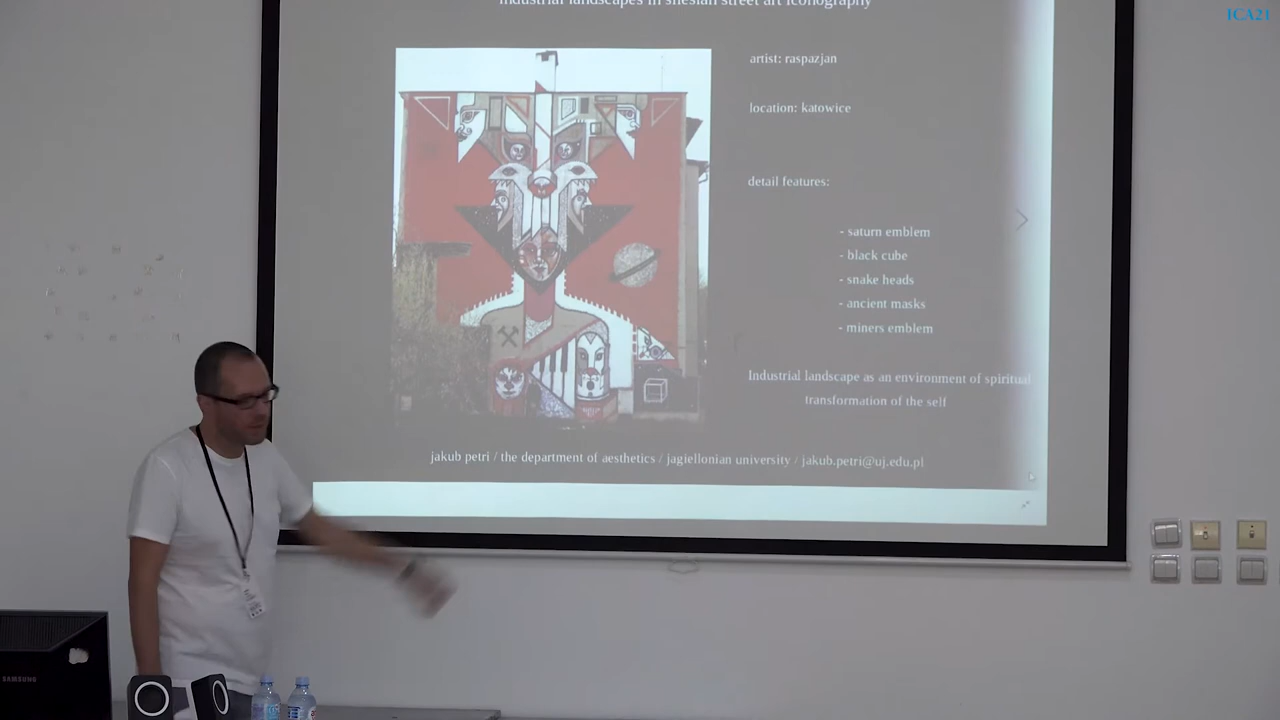 ICA21
industrial landscapes in silesian street art iconography
artist: raspazjan
location: katowice
detail features:
- saturn emblem
- black cube
- snake heads
- ancient masks
- miners emblem
Industrial landscape as an environment of spiritual
transformation of the self
jakub petri / the department of aesthetics / jagiellonian university / jakub.petri@uj.edu.pl
SAMSUNG